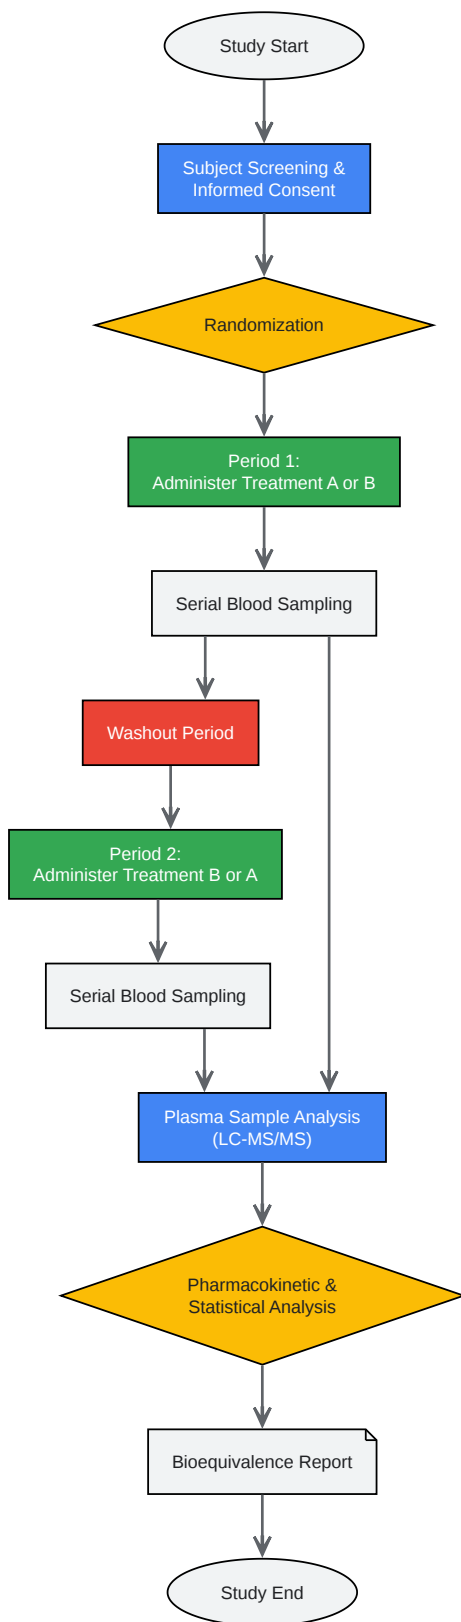 Study Start
Subject Screening &
Informed Consent
Randomization
Period 1:
Administer Treatment A or B
Serial Blood Sampling
Washout Period
Period 2:
Administer Treatment B or A
Serial Blood Sampling
Plasma Sample Analysis
(LC-MS/MS)
Pharmacokinetic &
Statistical Analysis
Bioequivalence Report
Study End